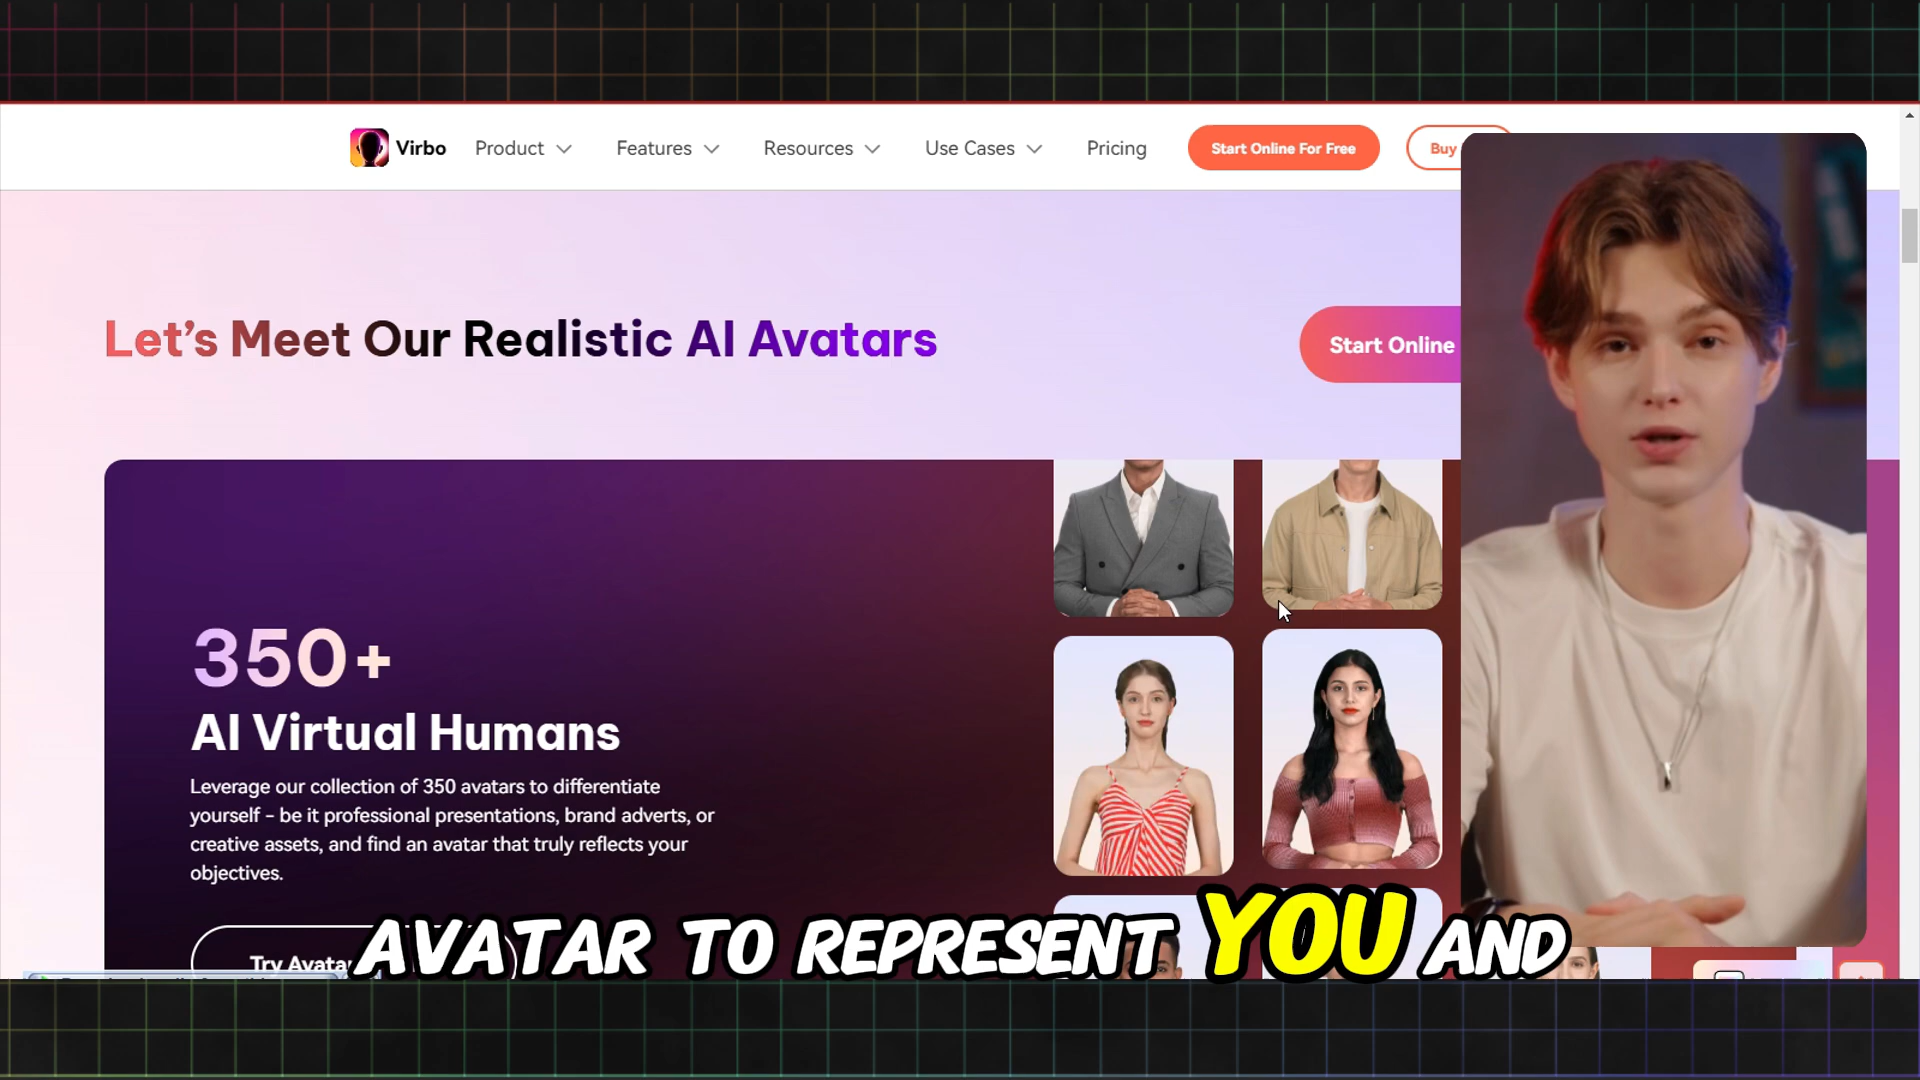 Virbo Product Features Resources Use Cases Pricing Start Online For Free Buy
Let's Meet Our Realistic AI Avatars
Start Online
350+
AI Virtual Humans
Leverage our collection of 350 avatars to differentiate
yourself - be it professional presentations, brand adverts, or
creative assets, and find an avatar that truly reflects your
objectives.
Try Avatar
AVATAR TO REPRESENT YOU AND